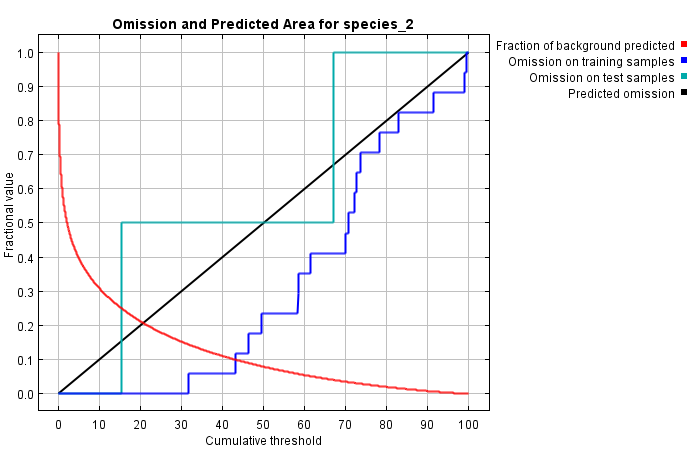 Omission and Predicted Area for species_2
Fraction of background predicted
Omission on training samples
Omission on test samples
Predicted omission
Fractional value
1.0
0.9
0.8
0.7
0.6
0.5
0.4
0.3
0.2
0.1
0.0
0 10 20 30 40 50 60 70 80 90 100
Cumulative threshold